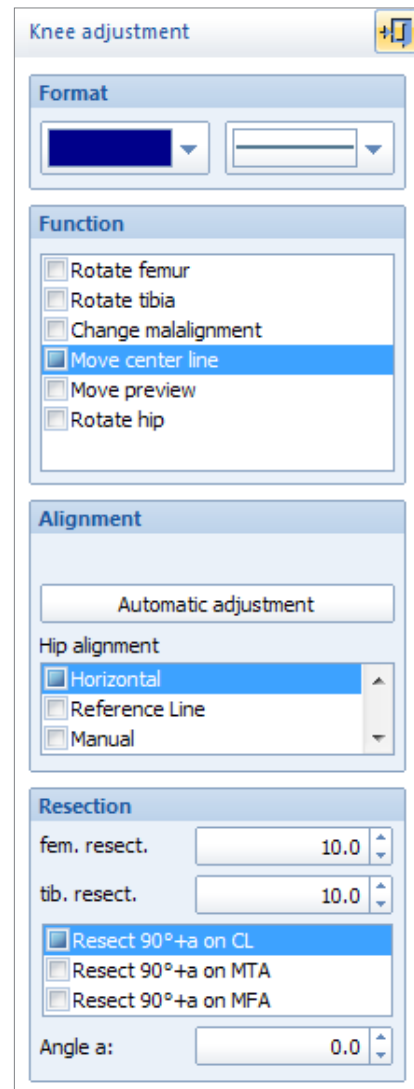 Knee adjustment
Format
Function
Rotate femur
Rotate tibia
Change malalignment
Move center line
Move preview
Rotate hip
Alignment
Automatic adjustment
Hip alignment
Horizontal
Reference Line
Manual
Resection
fem. resect. 10.0
tib. resect. 10.0
Resect 90°+a on CL
Resect 90°+a on MTA
Resect 90°+a on MFA
Angle a: 0.0